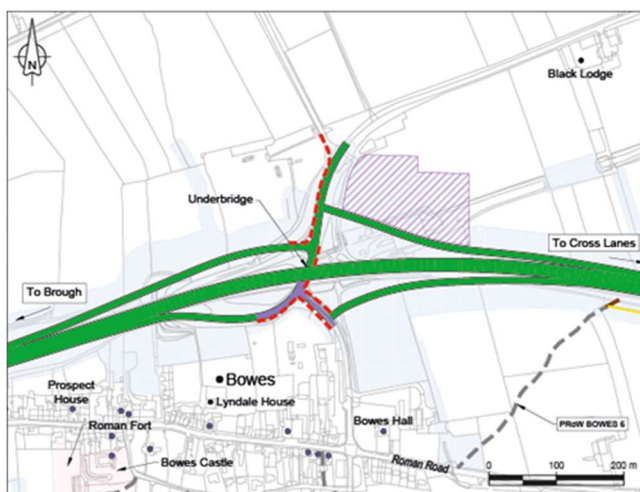 N
Black Lodge
Underbridge
To Cross Lanes
To Brough
Bowes
Prospect
House
Lyndale House
Roman Fort
Bowes Hall
PRoW BOWES 6
Bowes Castle
Roman Road
0 100 200 m